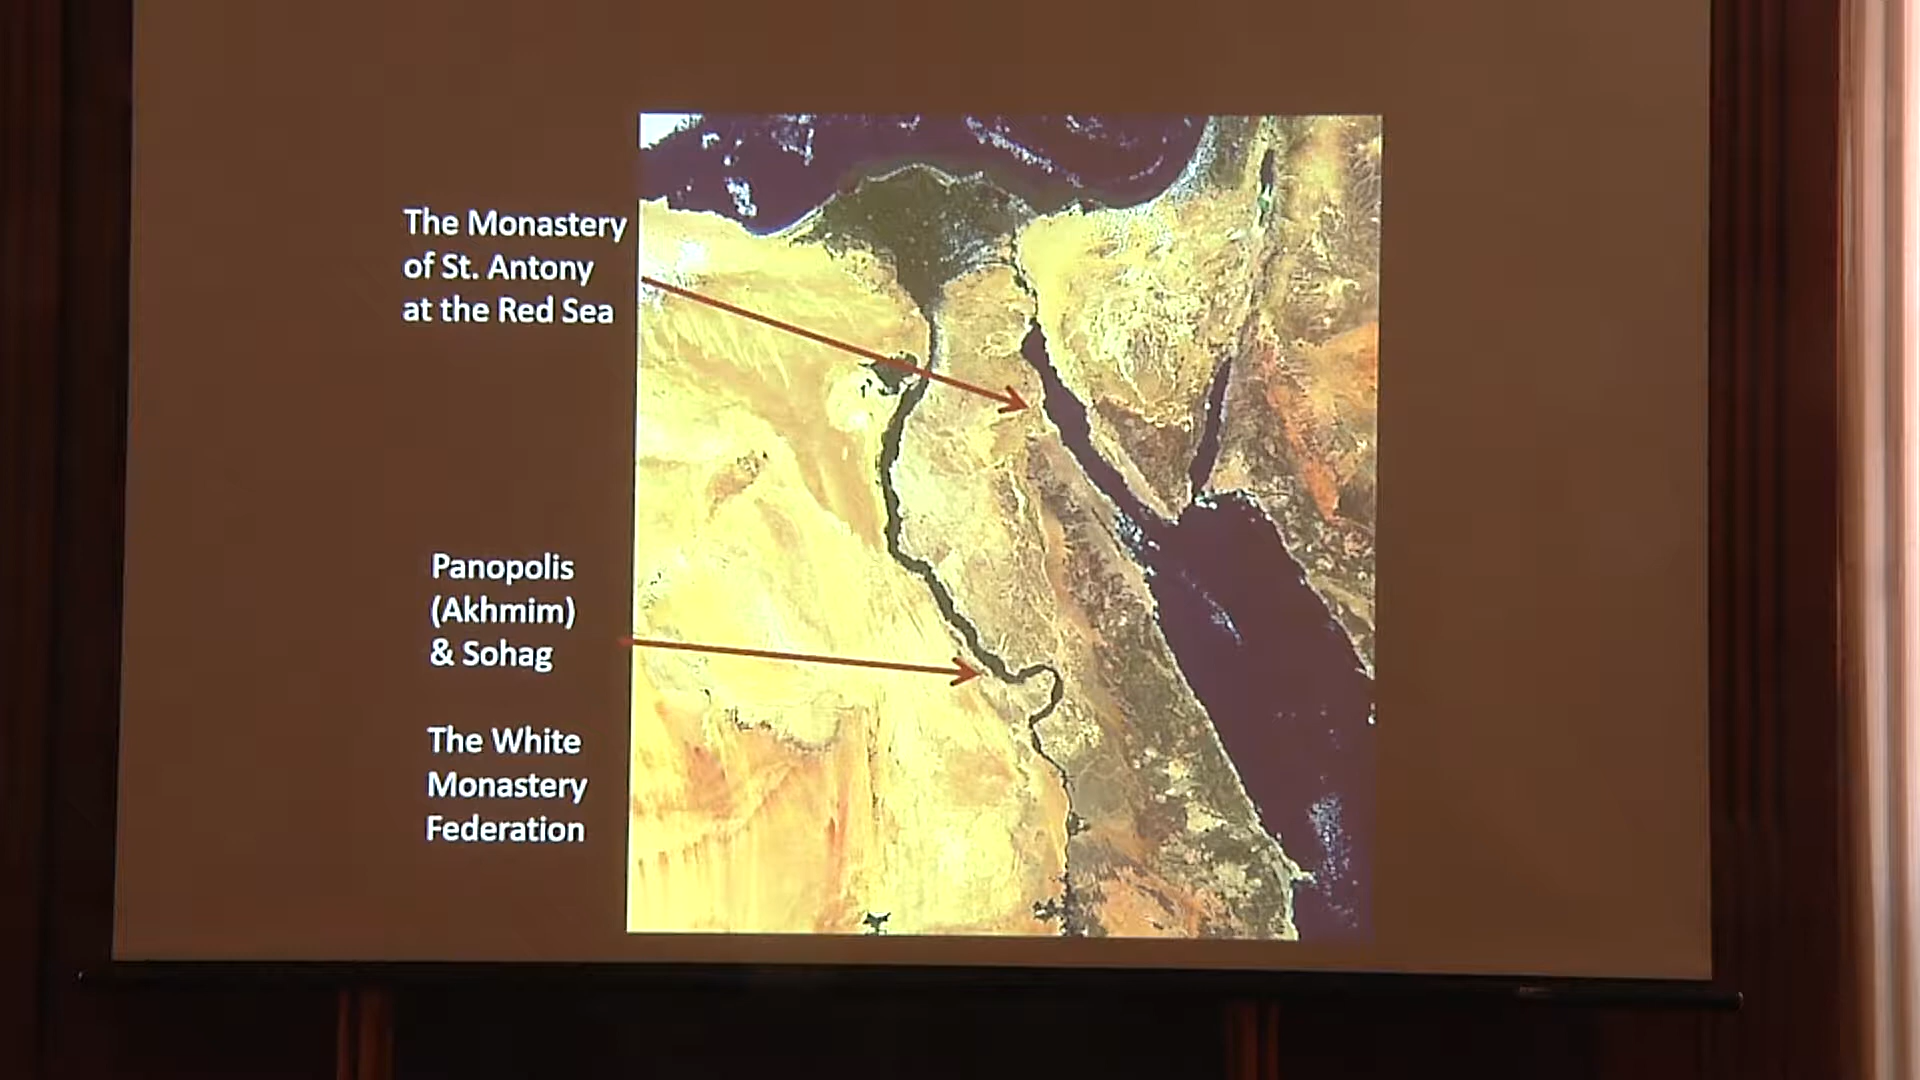 The Monastery
of St. Antony
at the Red Sea
Panopolis
(Akhmim)
& Sohag
The White
Monastery
Federation